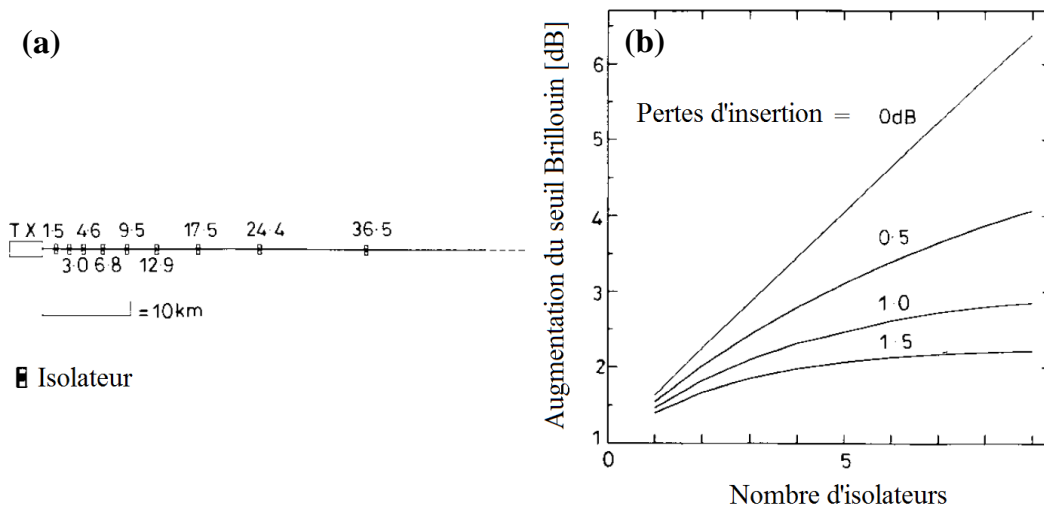 (a)
TX 1·5 4·6 9·5 17·5 24·4 36·5
3·0 6·8 12·9
= 10km
Isolateur
(b)
Augmentation du seuil Brillouin [dB]
6
5
4
3
2
1
Pertes d'insertion = 0dB
0·5
1·0
1·5
0 5
Nombre d'isolateurs